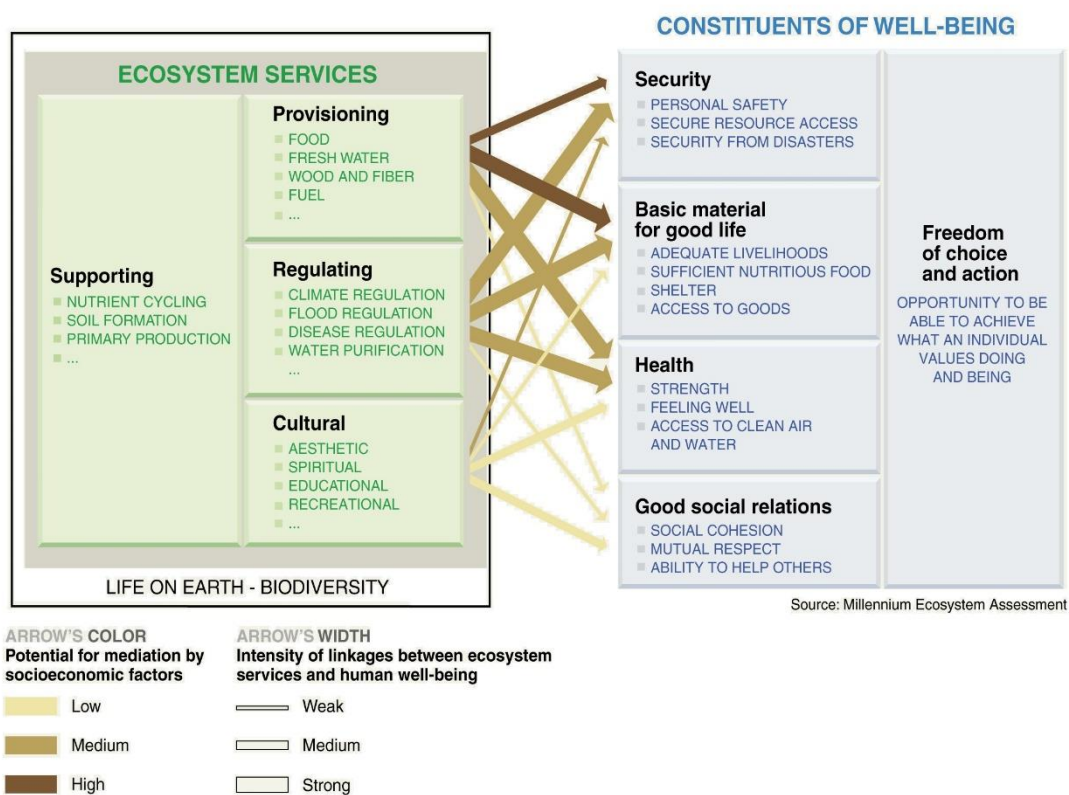 CONSTITUENTS OF WELL-BEING
ECOSYSTEM SERVICES
Supporting
NUTRIENT CYCLING
SOIL FORMATION
PRIMARY PRODUCTION
...
Provisioning
FOOD
FRESH WATER
WOOD AND FIBER
FUEL
...
Regulating
CLIMATE REGULATION
FLOOD REGULATION
DISEASE REGULATION
WATER PURIFICATION
...
Cultural
AESTHETIC
SPIRITUAL
EDUCATIONAL
RECREATIONAL
...
LIFE ON EARTH - BIODIVERSITY
Security
PERSONAL SAFETY
SECURE RESOURCE ACCESS
SECURITY FROM DISASTERS
Basic material
for good life
ADEQUATE LIVELIHOODS
SUFFICIENT NUTRITIOUS FOOD
SHELTER
ACCESS TO GOODS
Health
STRENGTH
FEELING WELL
ACCESS TO CLEAN AIR
AND WATER
Good social relations
SOCIAL COHESION
MUTUAL RESPECT
ABILITY TO HELP OTHERS
Freedom
of choice
and action
OPPORTUNITY TO BE
ABLE TO ACHIEVE
WHAT AN INDIVIDUAL
VALUES DOING
AND BEING
Source: Millennium Ecosystem Assessment
ARROW'S COLOR
Potential for mediation by
socioeconomic factors
Low
Medium
High
ARROW'S WIDTH
Intensity of linkages between ecosystem
services and human well-being
Weak
Medium
Strong